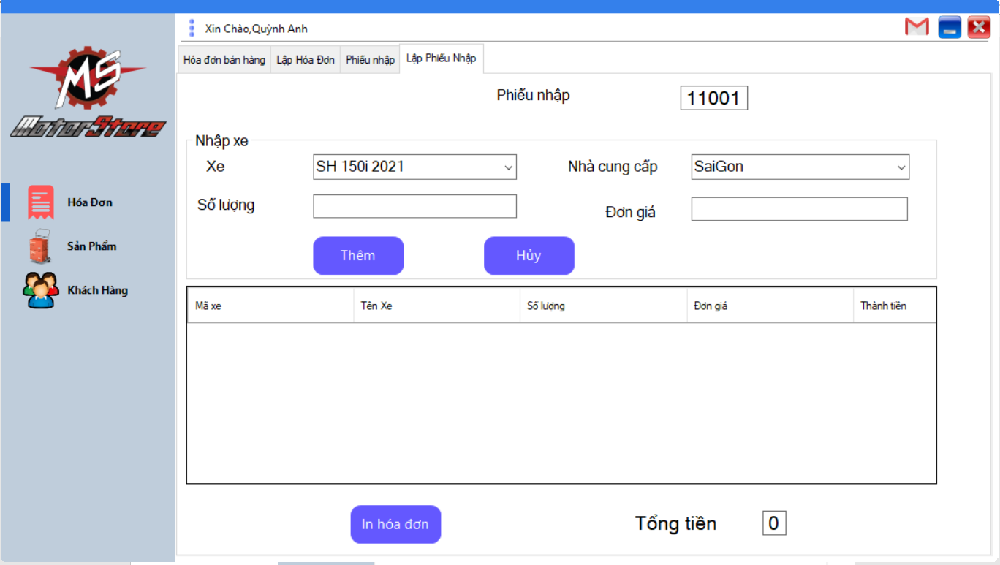 Xin Chào,Quỳnh Anh
MS
MotorStore
Hóa đơn bán hàng Lập Hóa Đơn Phiếu nhập Lập Phiếu Nhập
Phiếu nhập 11001
Nhập xe
Xe SH 150i 2021 Nhà cung cấp SaiGon
Số lượng Đơn giá
Thêm Hủy
Hóa Đơn
Sản Phẩm
Khách Hàng
Mã xe Tên Xe Số lượng Đơn giá Thành tiền
In hóa đơn Tổng tiền 0